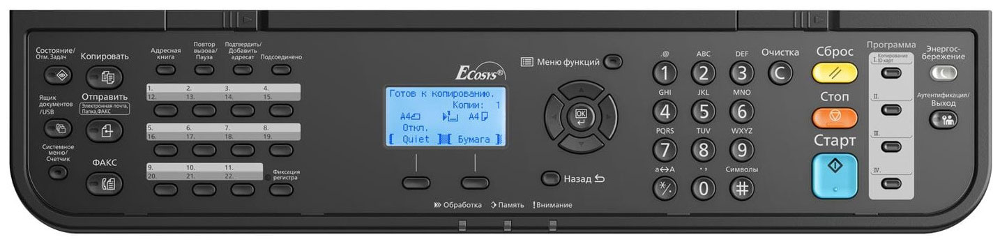 Состояние/
Отм. Задач
Копировать
Ящик
документов
/USB
Отправить
Электронная почта,
Папка,ФАКС
Системное
меню/
Счетчик
ФАКС
Адресная
книга
Повтор
вызова/
Пауза
Подтвердить/
Добавить
адресат
Подсоединено
1. 2. 3. 4.
12. 13. 14. 15.
5. 6. 7. 8.
16. 17. 18. 19.
9. 10. 11.
20. 21. 22.
Фиксация
регистра
ECOSYS®
Готов к копированию.
Копии: 1
A4 A4
Откл.
[ Quiet ] [ Бумага ]
Обработка Память !Внимание
Меню функций
OK
Назад
.@ ABC DEF Очистка
1 2 3 C
GHI JKL MNO
4 5 6
PQRS TUV WXYZ
7 8 9
a⇔A ., Символы
*/. 0 #
Сброс
Стоп
Старт
Программа
I. Копирование
ID карт
II.
III.
IV.
Энергос-
бережение
Аутентификация/
Выход